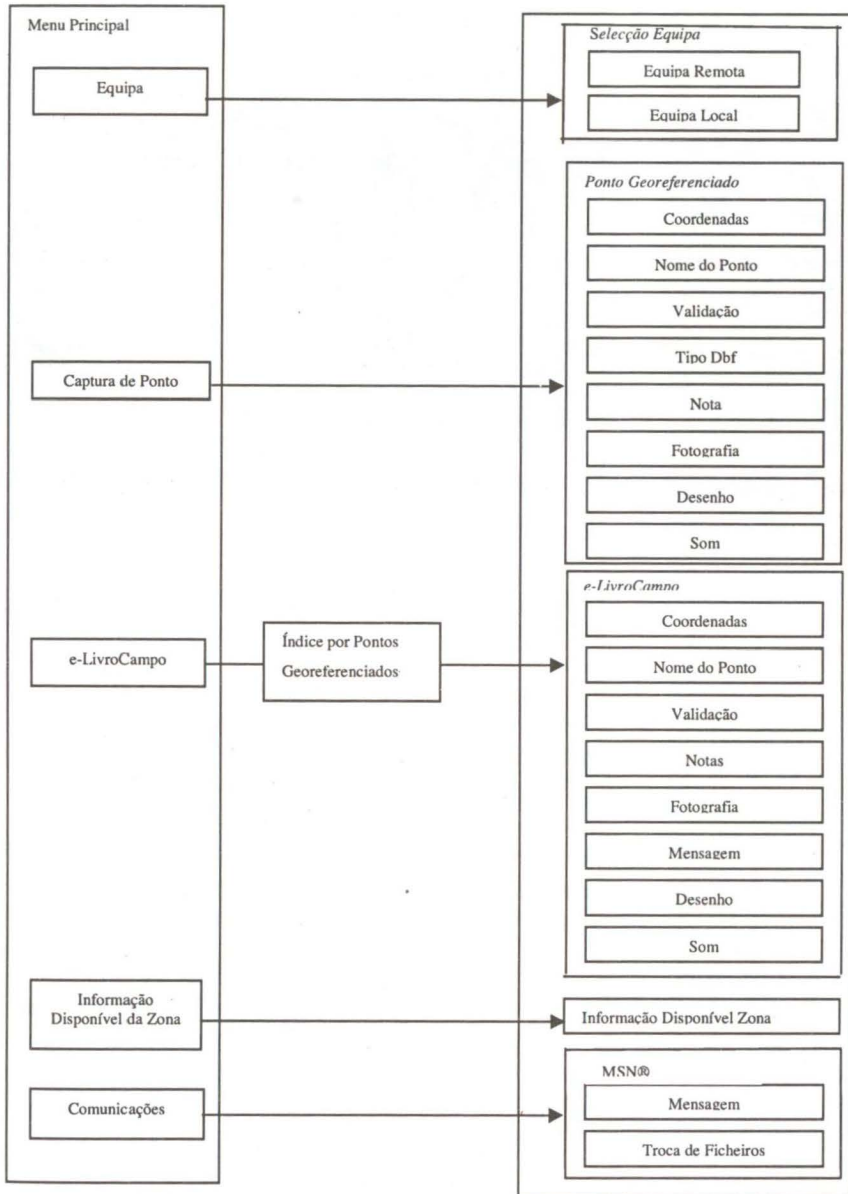 Menu Principal
Equipa
Selecção Equipa
Equipa Remota
Equipa Local
Captura de Ponto
Ponto Georeferenciado
Coordenadas
Nome do Ponto
Validação
Tipo Dbf
Nota
Fotografia
Desenho
Som
e-LivroCampo
Índice por Pontos
Georeferenciados
e-LivroCampo
Coordenadas
Nome do Ponto
Validação
Notas
Fotografia
Mensagem
Desenho
Som
Informação
Disponível da Zona
Informação Disponível Zona
Comunicações
MSN®
Mensagem
Troca de Ficheiros